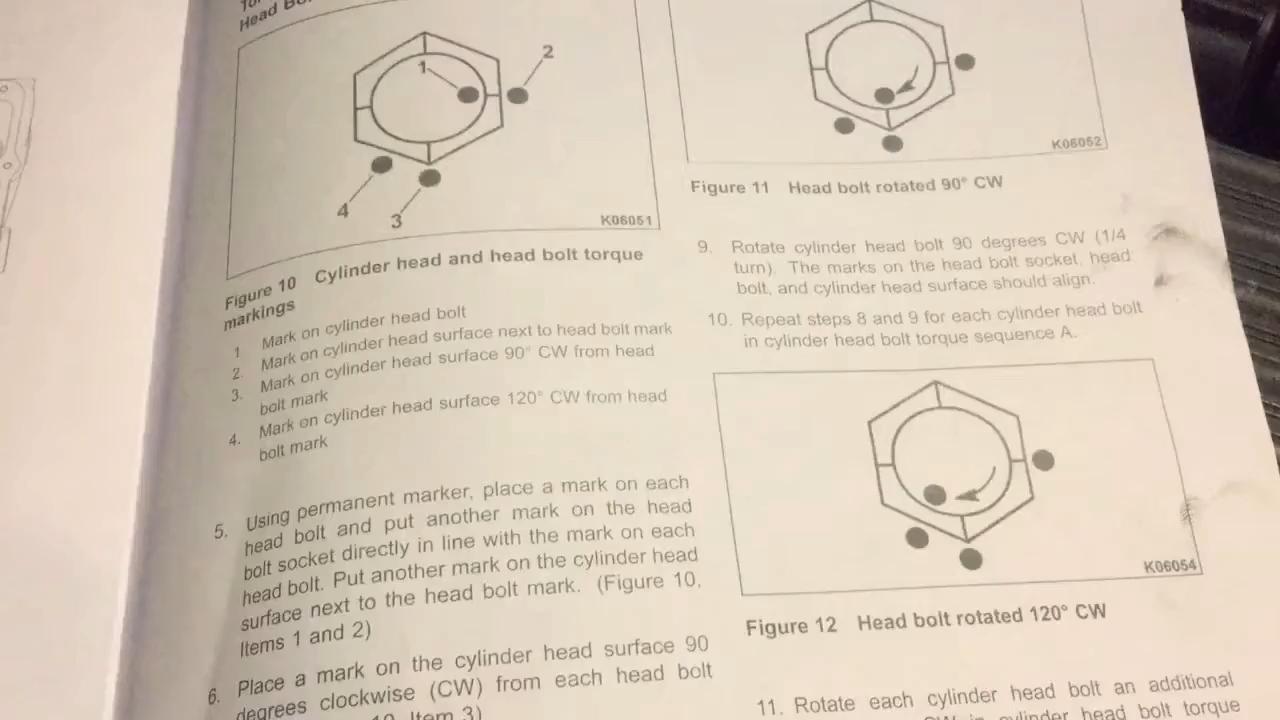 Head
1
2
4
3
K06051
Figure 10 Cylinder head and head bolt torque
markings
1 Mark on cylinder head bolt
2. Mark on cylinder head surface next to head bolt mark
3. Mark on cylinder head surface 90° CW from head
bolt mark
4. Mark on cylinder head surface 120° CW from head
bolt mark
5. Using permanent marker, place a mark on each
head bolt and put another mark on the head
bolt socket directly in line with the mark on each
head bolt. Put another mark on the cylinder head
surface next to the head bolt mark. (Figure 10,
Items 1 and 2)
6. Place a mark on the cylinder head surface 90
degrees clockwise (CW) from each head bolt
Item 3)
K06052
Figure 11 Head bolt rotated 90° CW
9. Rotate cylinder head bolt 90 degrees CW (1/4
turn). The marks on the head bolt socket, head
bolt, and cylinder head surface should align.
10. Repeat steps 8 and 9 for each cylinder head bolt
in cylinder head bolt torque sequence A.
K06054
Figure 12 Head bolt rotated 120° CW
11. Rotate each cylinder head bolt an additional
in cylinder head bolt torque